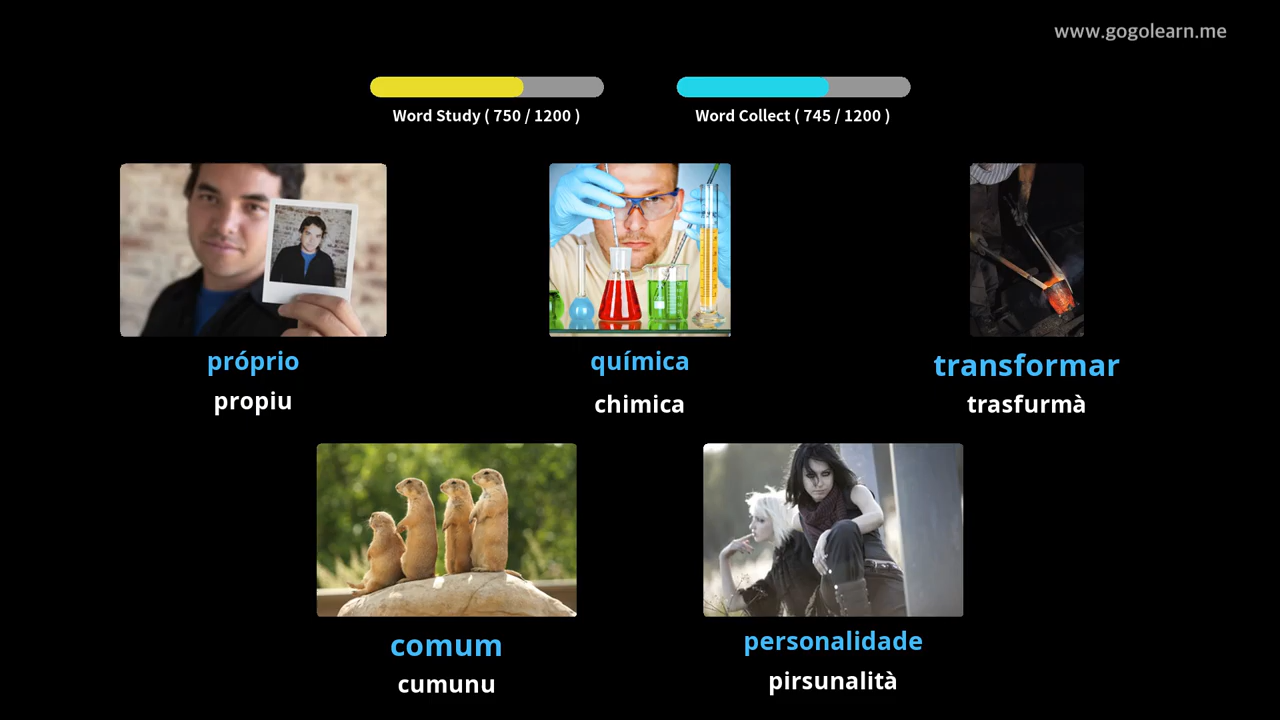 www.gogolearn.me
Word Study ( 750 / 1200 )
Word Collect ( 745 / 1200 )
próprio
propiu
química
chimica
transformar
trasfurmà
comum
cumunu
personalidade
pirsunalità